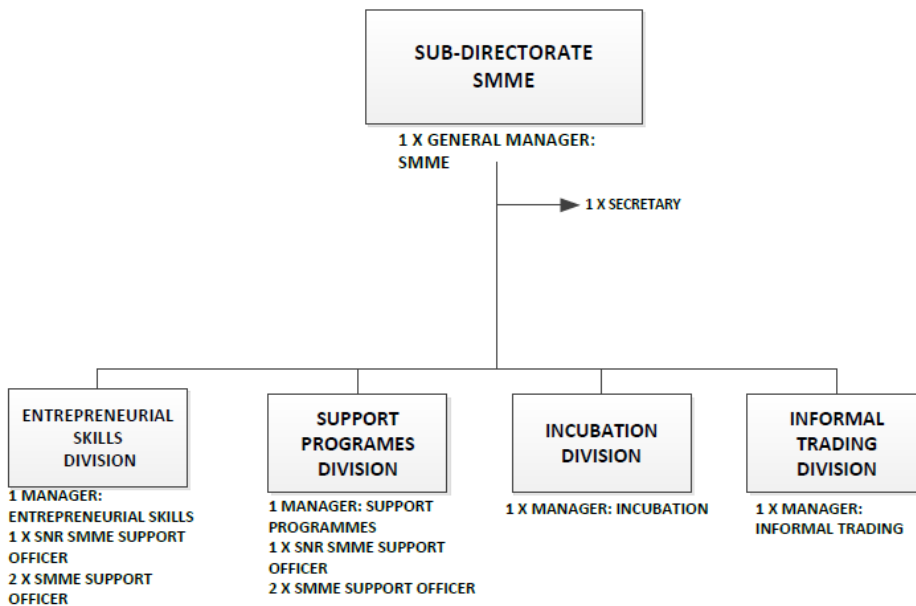 SUB-DIRECTORATE
SMME
1 X GENERAL MANAGER:
SMME
1 X SECRETARY
ENTREPRENEURIAL
SKILLS
DIVISION
1 MANAGER:
ENTREPRENEURIAL SKILLS
1 X SNR SMME SUPPORT
OFFICER
2 X SMME SUPPORT
OFFICER
SUPPORT
PROGRAMES
DIVISION
1 MANAGER: SUPPORT
PROGRAMMES
1 X SNR SMME SUPPORT
OFFICER
2 X SMME SUPPORT OFFICER
INCUBATION
DIVISION
1 X MANAGER: INCUBATION
INFORMAL
TRADING
DIVISION
1 X MANAGER:
INFORMAL TRADING